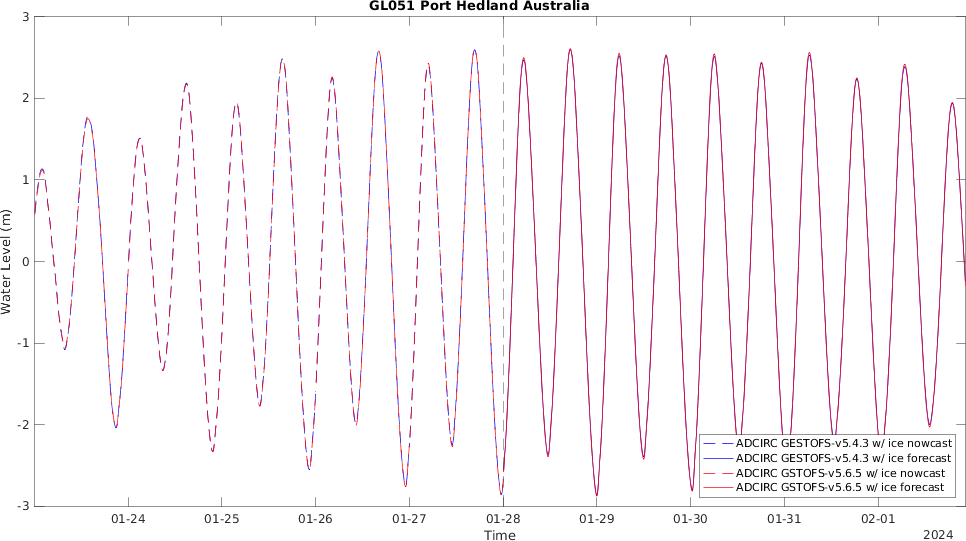 GL051 Port Hedland Australia
3
2
1
0
-1
-2
-3
Water Level (m)
ADCIRC GESTOFS-v5.4.3 w/ ice nowcast
ADCIRC GESTOFS-v5.4.3 w/ ice forecast
ADCIRC GSTOFS-v5.6.5 w/ ice nowcast
ADCIRC GSTOFS-v5.6.5 w/ ice forecast
01-24 01-25 01-26 01-27 01-28 01-29 01-30 01-31 02-01
Time
2024